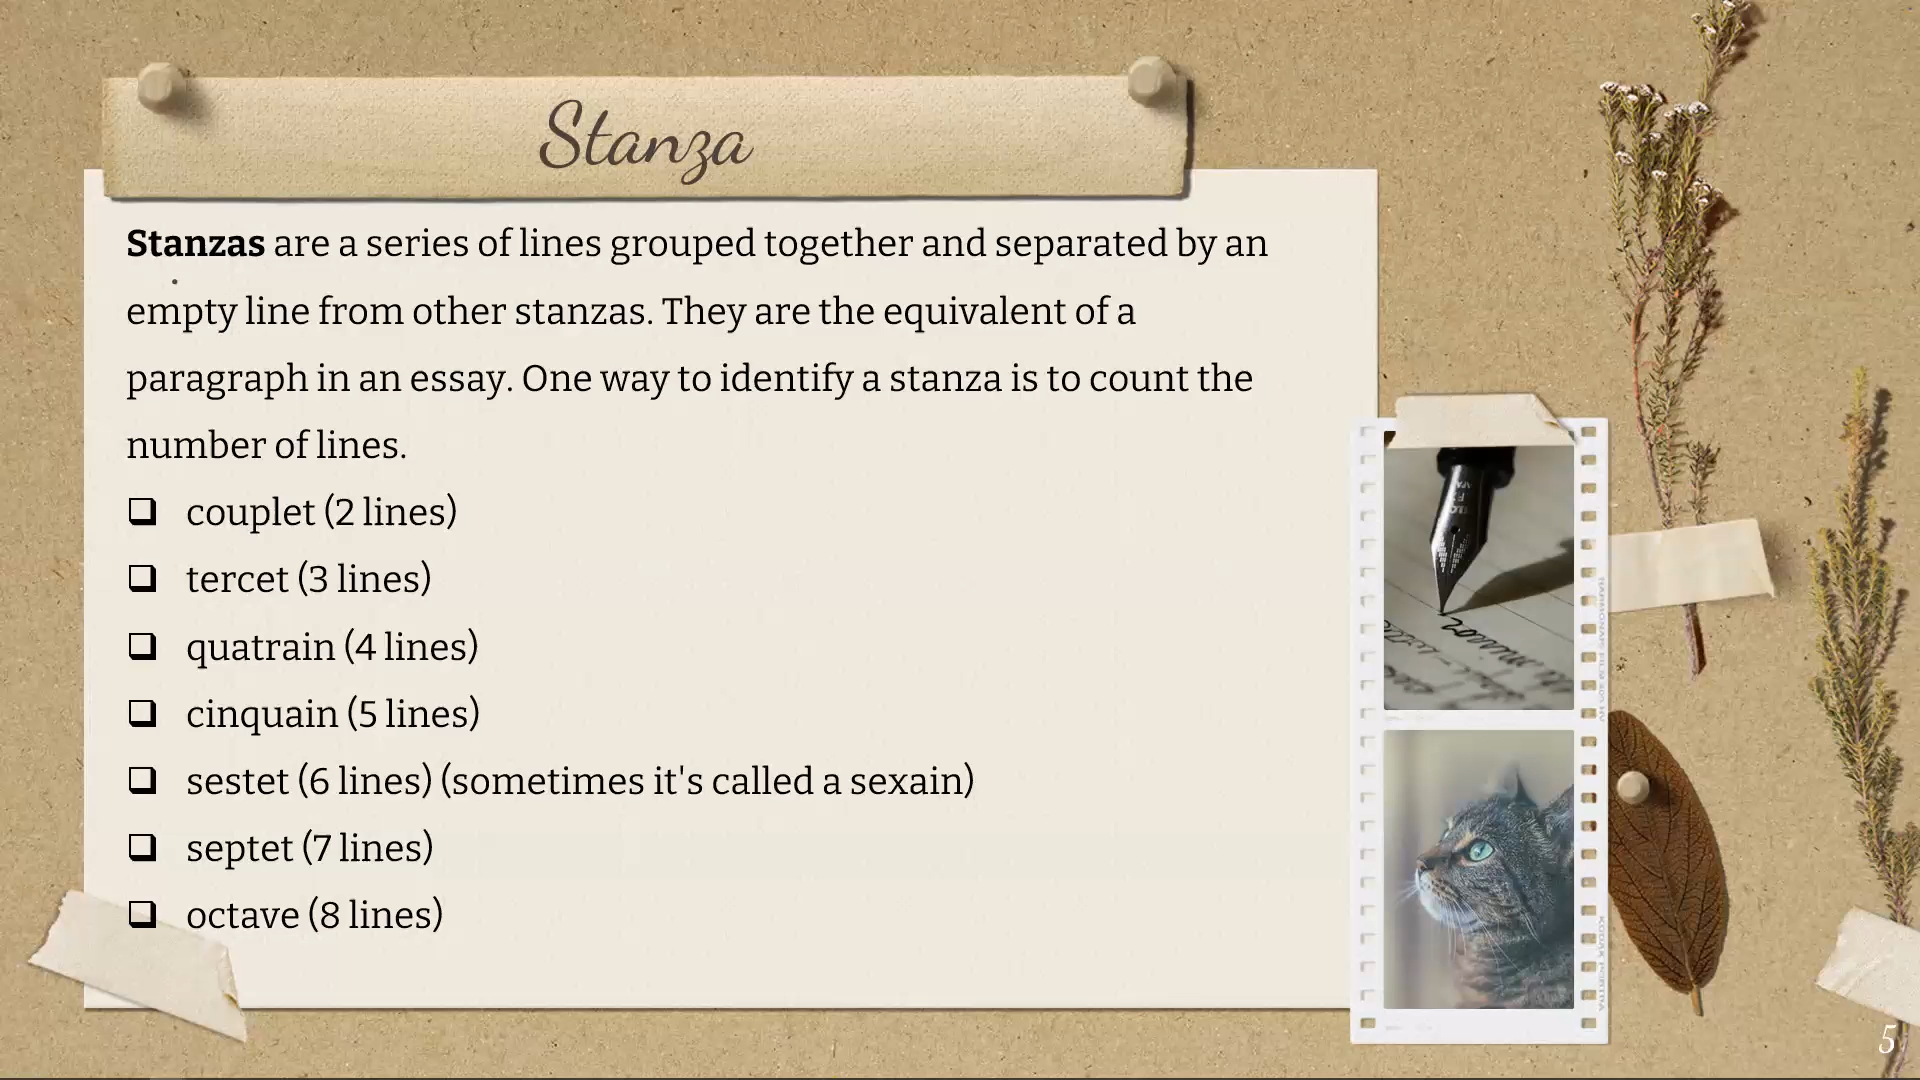 Stanza
Stanzas are a series of lines grouped together and separated by an
empty line from other stanzas. They are the equivalent of a
paragraph in an essay. One way to identify a stanza is to count the
number of lines.
❑ couplet (2 lines)
❑ tercet (3 lines)
❑ quatrain (4 lines)
❑ cinquain (5 lines)
❑ sestet (6 lines) (sometimes it's called a sexain)
❑ septet (7 lines)
❑ octave (8 lines)
5